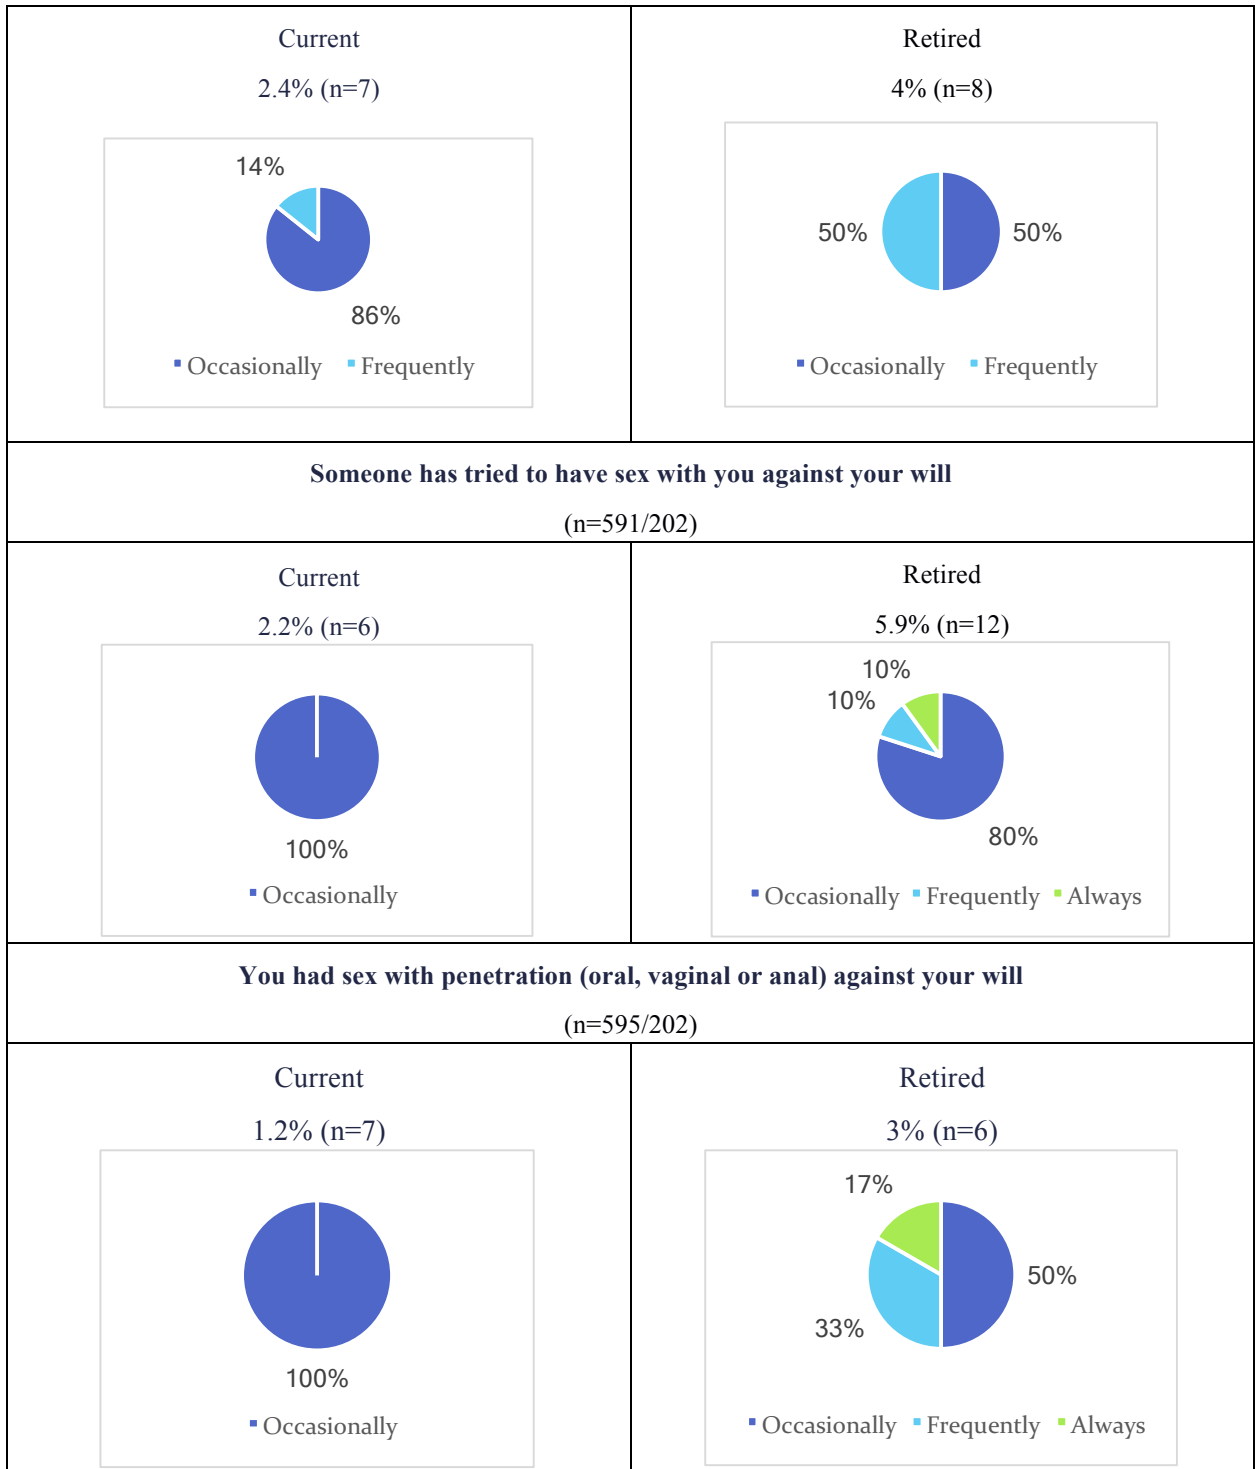 Current
2.4% (n=7)
14%
86%
Occasionally Frequently
Retired
4% (n=8)
50% 50%
Occasionally Frequently
Someone has tried to have sex with you against your will
(n=591/202)
Current
2.2% (n=6)
100%
Occasionally
Retired
5.9% (n=12)
10%
10%
80%
Occasionally Frequently Always
You had sex with penetration (oral, vaginal or anal) against your will
(n=595/202)
Current
1.2% (n=7)
100%
Occasionally
Retired
3% (n=6)
17%
50%
33%
Occasionally Frequently Always